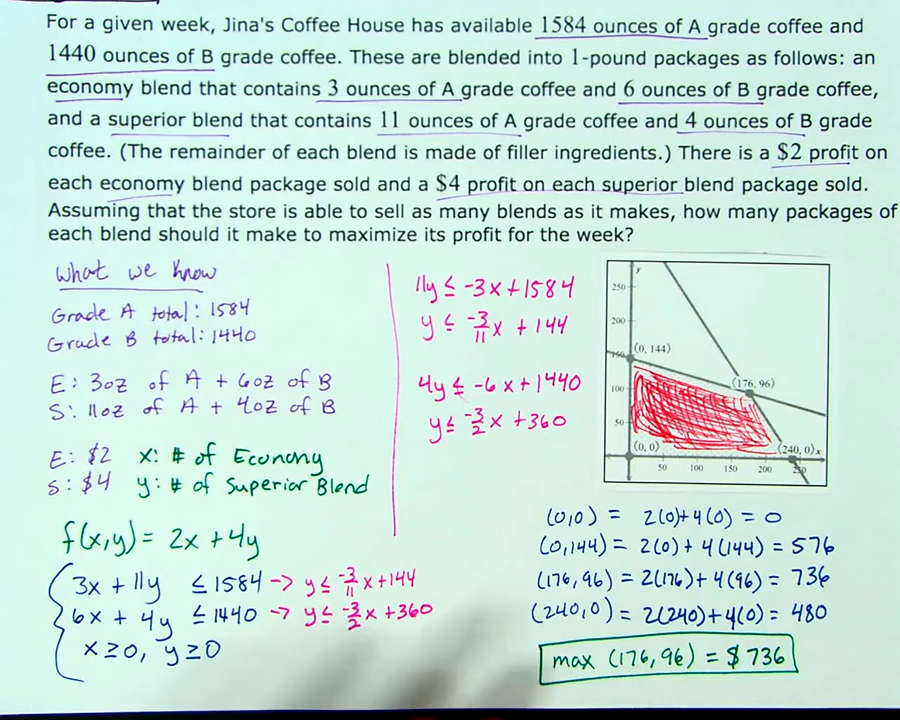 For a given week, Jina's Coffee House has available 1584 ounces of A grade coffee and
1440 ounces of B grade coffee. These are blended into 1-pound packages as follows: an
economy blend that contains 3 ounces of A grade coffee and 6 ounces of B grade coffee,
and a superior blend that contains 11 ounces of A grade coffee and 4 ounces of B grade
coffee. (The remainder of each blend is made of filler ingredients.) There is a $2 profit on
each economy blend package sold and a $4 profit on each superior blend package sold.
Assuming that the store is able to sell as many blends as it makes, how many packages of
each blend should it make to maximize its profit for the week?
What we know
Grade A total: 1584
Grade B total: 1440
E: 3oz of A + 6oz of B
S: 11oz of A + 4oz of B
E: $2 x: # of Economy
S: $4 y: # of Superior Blend
f(x,y) = 2x + 4y
3x + 11y ≤ 1584 -> y ≤ -3/11 x + 144
6x + 4y ≤ 1440 -> y ≤ -3/2 x + 360
x ≥ 0, y ≥ 0
11y ≤ -3x + 1584
y ≤ -3/11 x + 144
4y ≤ -6x + 1440
y ≤ -3/2 x + 360
y
250
200
150
(0, 144)
100
(176, 96)
50
(0, 0)
(240, 0) x
50 100 150 200 250
(0,0) = 2(0)+4(0) = 0
(0,144) = 2(0) + 4(144) = 576
(176,96) = 2(176)+4(96) = 736
(240,0) = 2(240)+4(0) = 480
max (176,96) = $736